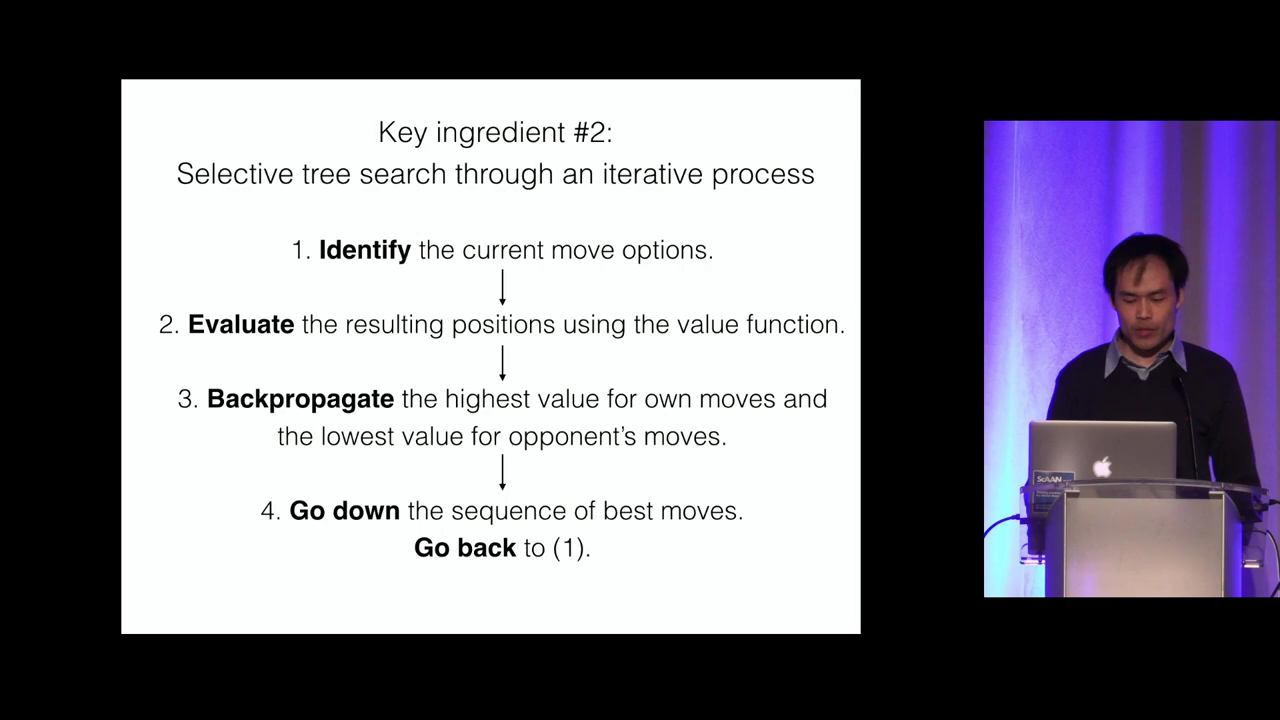 Key ingredient #2:
Selective tree search through an iterative process
1. Identify the current move options.
2. Evaluate the resulting positions using the value function.
3. Backpropagate the highest value for own moves and
the lowest value for opponent's moves.
4. Go down the sequence of best moves.
Go back to (1).